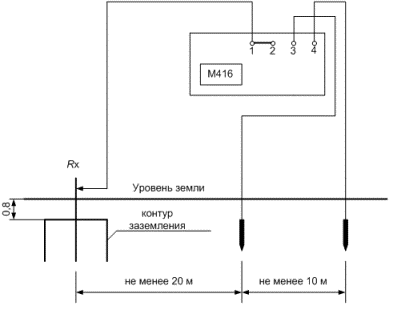 1 2 3 4
М416
Rx
Уровень земли
0,8
контур
заземления
не менее 20 м
не менее 10 м